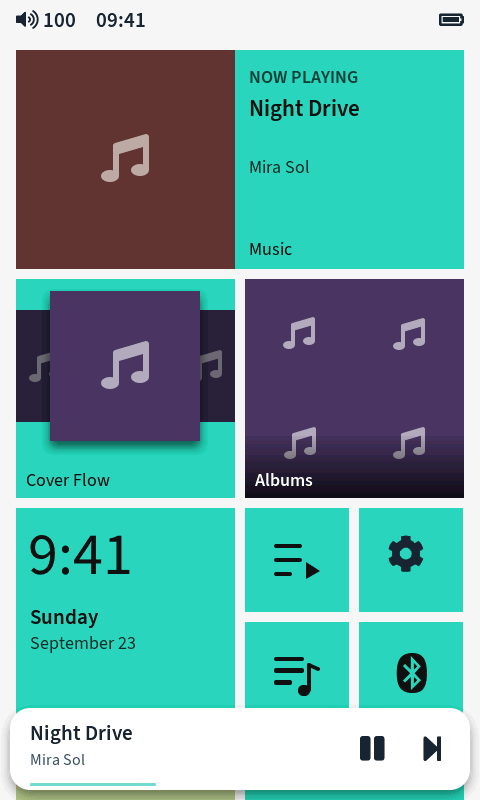 100 09:41
NOW PLAYING
Night Drive
Mira Sol
Music
Cover Flow
Albums
9:41
Sunday
September 23
Night Drive
Mira Sol